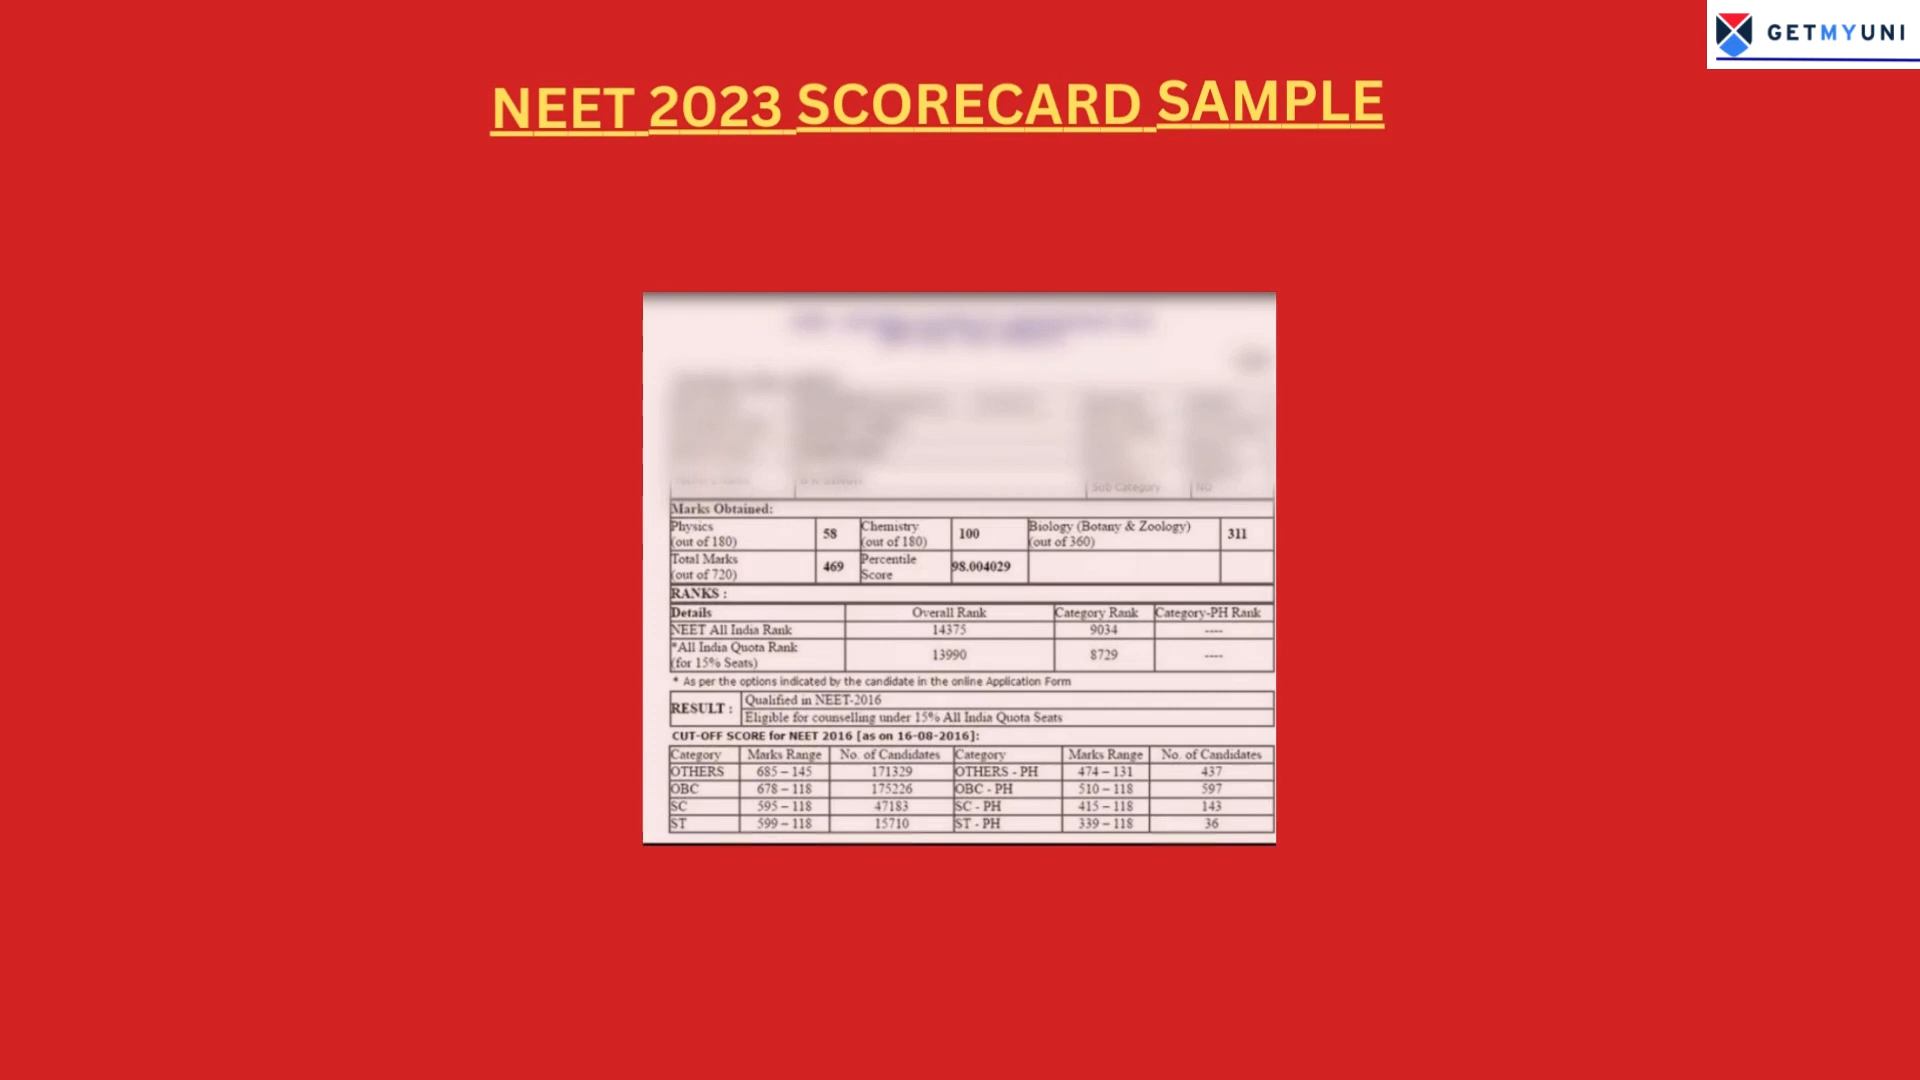 GETMYUNI
NEET 2023 SCORECARD SAMPLE
Sub Category NO
Marks Obtained:
Physics (out of 180) 58 Chemistry (out of 180) 100 Biology (Botany & Zoology) (out of 360) 311
Total Marks (out of 720) 469 Percentile Score 98.004029
RANKS :
Details Overall Rank Category Rank Category-PH Rank
NEET All India Rank 14375 9034 ----
*All India Quota Rank (for 15% Seats) 13990 8729 ----
* As per the options indicated by the candidate in the online Application Form
RESULT : Qualified in NEET-2016
Eligible for counselling under 15% All India Quota Seats
CUT-OFF SCORE for NEET 2016 [as on 16-08-2016]:
Category Marks Range No. of Candidates Category Marks Range No. of Candidates
OTHERS 685 – 145 171329 OTHERS - PH 474 – 131 437
OBC 678 – 118 175226 OBC - PH 510 – 118 597
SC 595 – 118 47183 SC - PH 415 – 118 143
ST 599 – 118 15710 ST - PH 339 – 118 36